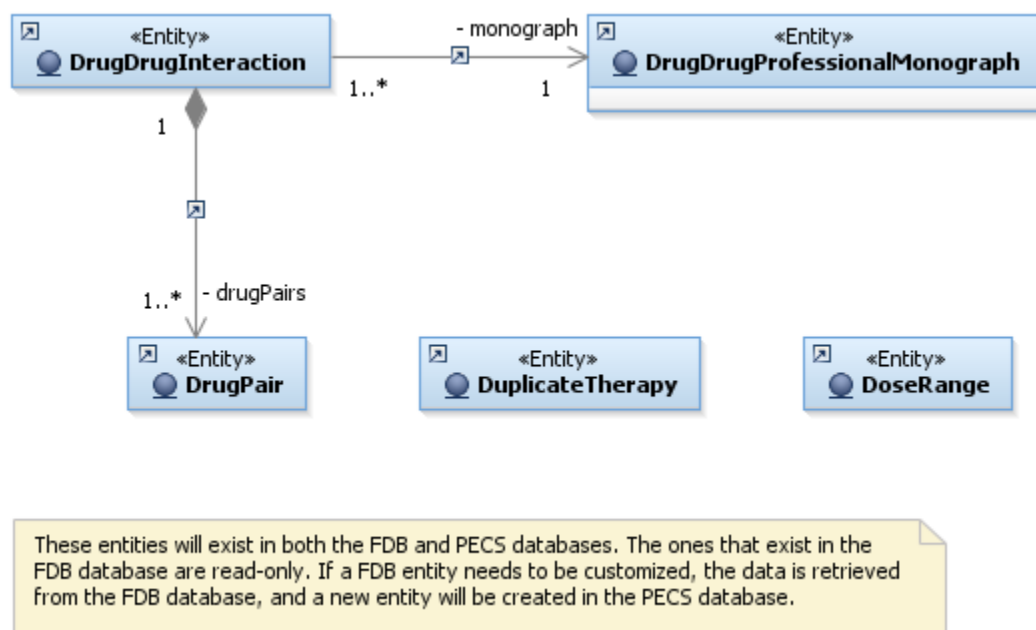 «Entity»
DrugDrugInteraction
- monograph
1..*
1
«Entity»
DrugDrugProfessionalMonograph
1
1..*
- drugPairs
«Entity»
DrugPair
«Entity»
DuplicateTherapy
«Entity»
DoseRange
These entities will exist in both the FDB and PECS databases. The ones that exist in the
FDB database are read-only. If a FDB entity needs to be customized, the data is retrieved
from the FDB database, and a new entity will be created in the PECS database.